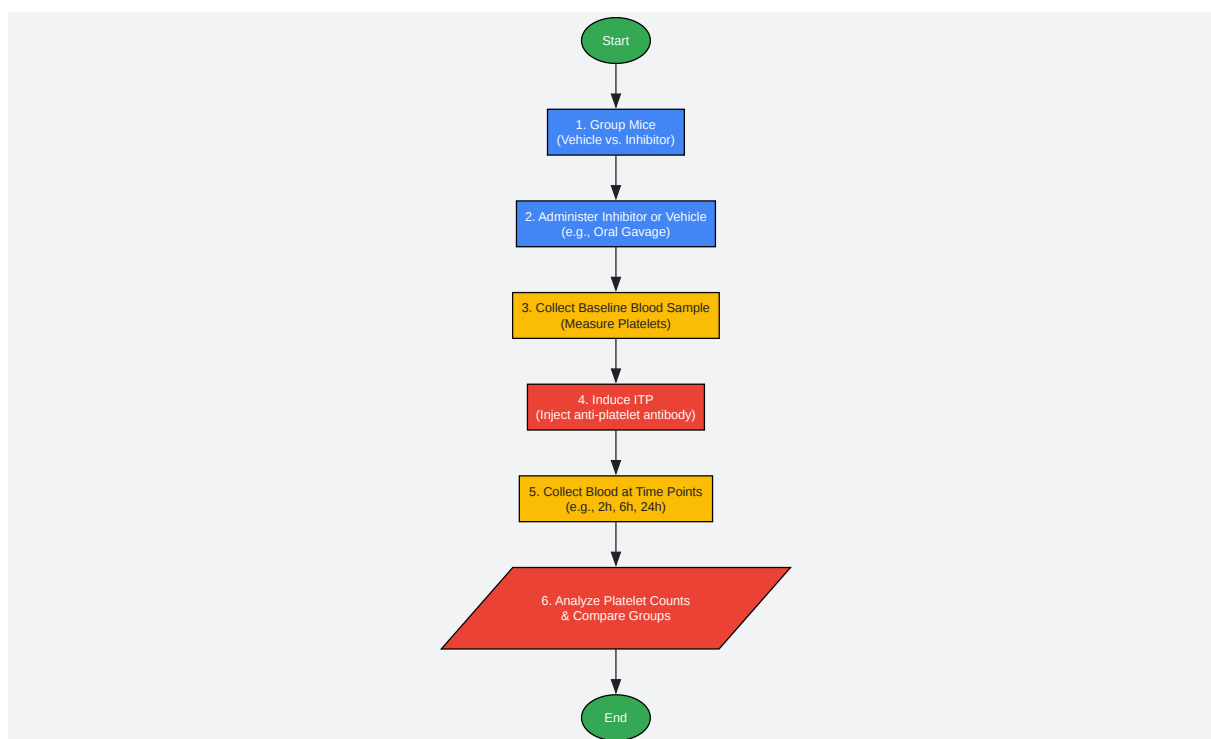 Start
1. Group Mice
(Vehicle vs. Inhibitor)
2. Administer Inhibitor or Vehicle
(e.g., Oral Gavage)
3. Collect Baseline Blood Sample
(Measure Platelets)
4. Induce ITP
(Inject anti-platelet antibody)
5. Collect Blood at Time Points
(e.g., 2h, 6h, 24h)
6. Analyze Platelet Counts
& Compare Groups
End